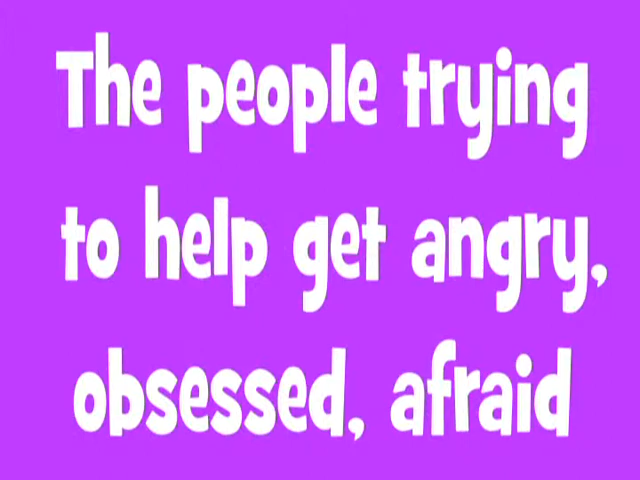 The people trying
to help get angry,
obsessed, afraid